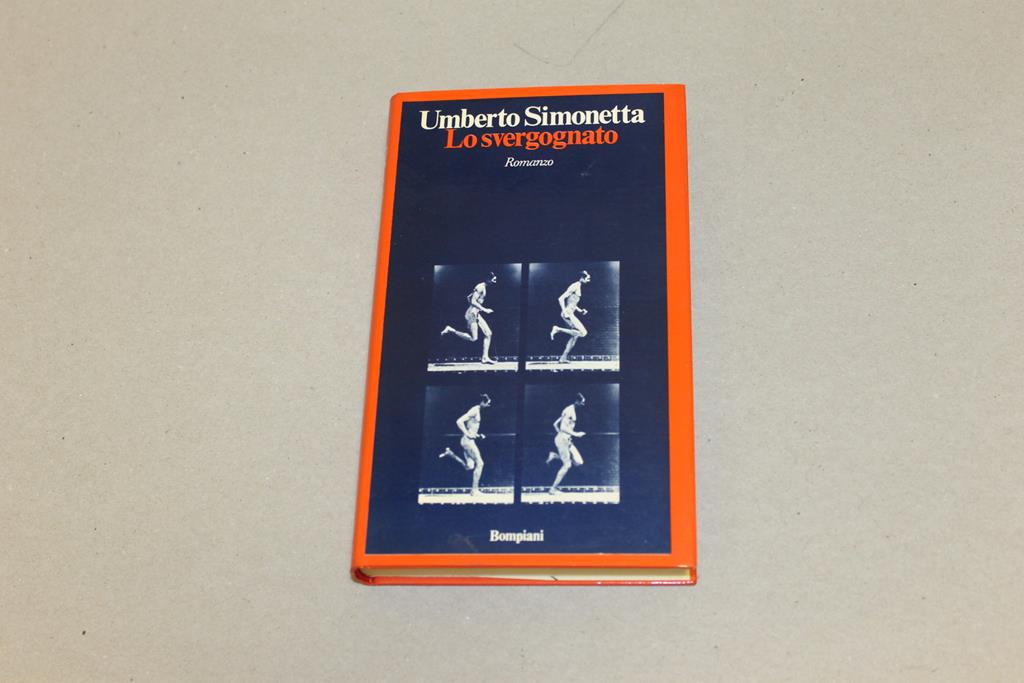 Umberto Simonetta
Lo svergognato
Romanzo
Bompiani